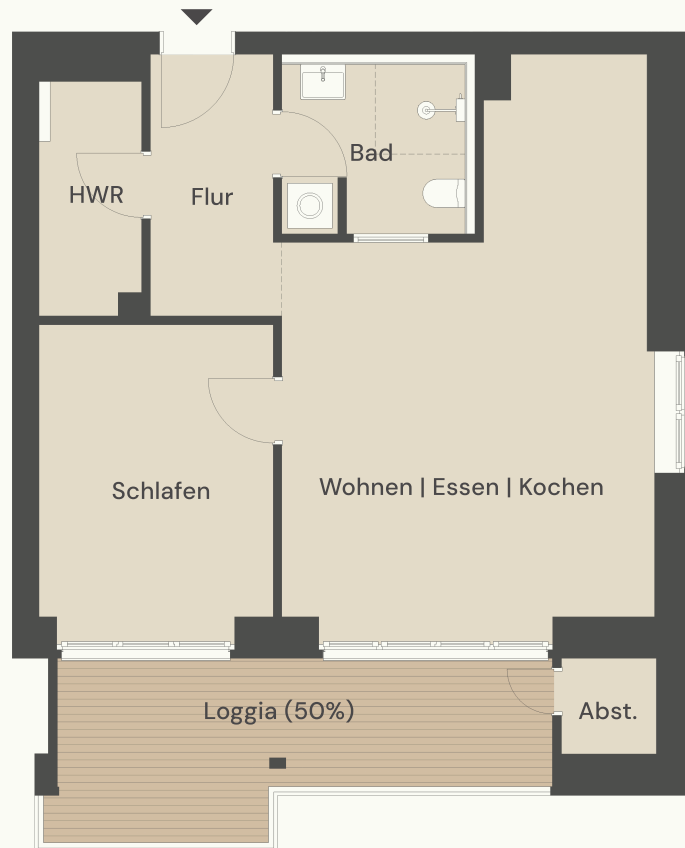 Bad
HWR
Flur
Schlafen
Wohnen | Essen | Kochen
Loggia (50%)
Abst.